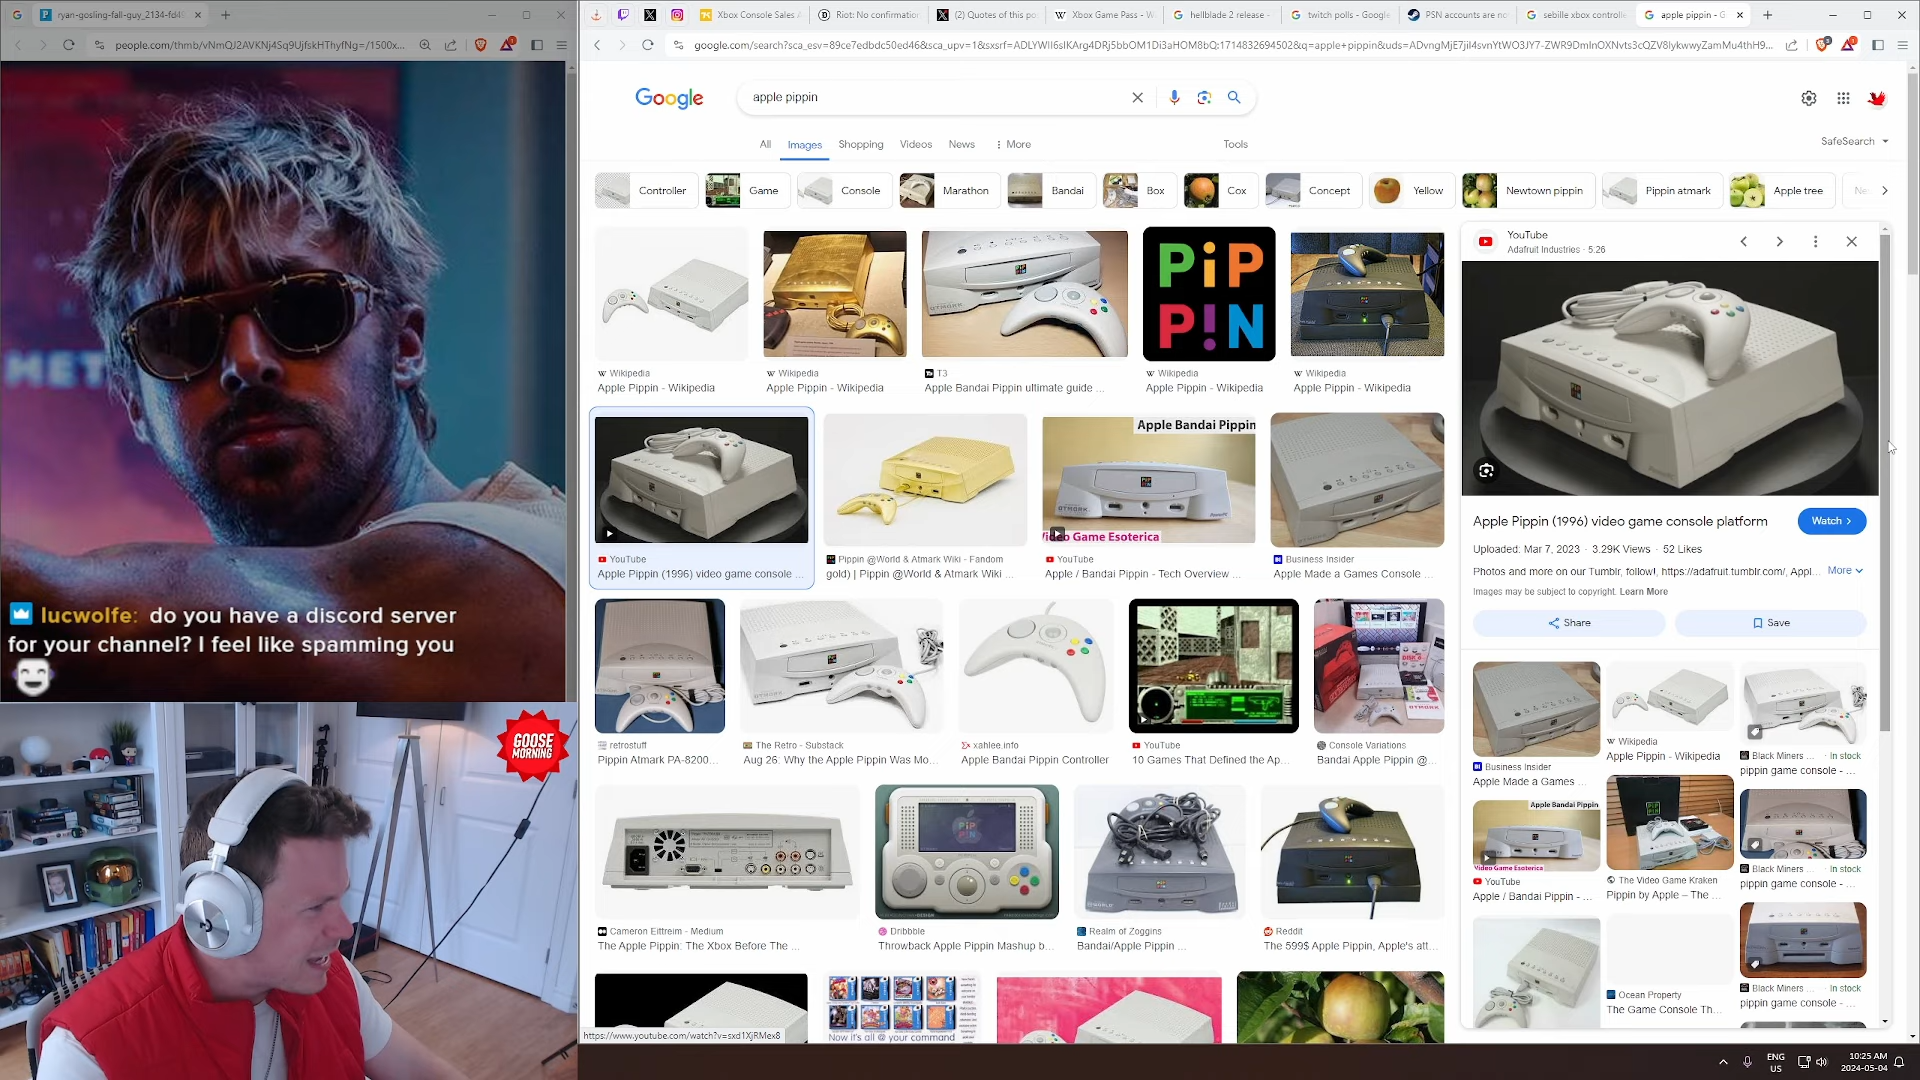 ryan-gosling-fall-guy_2134-fd49
people.com/thmb/vNmQJ2AVKNj4Sq9UjfskHThyfNg=/1500x...
Xbox Console Sales
Riot: No confirmation
(2) Quotes of this po
Xbox Game Pass - W
hellblade 2 release -
twitch polls - Google
PSN accounts are no
sebille xbox controlle
apple pippin - G
apple pippin
Google
All
Images
Shopping
Videos
News
More
Tools
SafeSearch
Controller
Game
Console
Marathon
Bandai
Box
Cox
Concept
Yellow
Newtown pippin
Pippin atmark
Apple tree
Wikipedia
Apple Pippin - Wikipedia
Wikipedia
Apple Pippin - Wikipedia
T3
Apple Bandai Pippin ultimate guide ...
PiP
P!N
Wikipedia
Apple Pippin - Wikipedia
Wikipedia
Apple Pippin - Wikipedia
YouTube
Apple Pippin (1996) video game console ...
Pippin @World & Atmark Wiki - Fandom
gold) | Pippin @World & Atmark Wiki ...
Apple Bandai Pippin
Video Game Esoterica
YouTube
Apple / Bandai Pippin - Tech Overview ...
Business Insider
Apple Made a Games Console ...
retrostuff
Pippin Atmark PA-8200...
The Retro - Substack
Aug 26: Why the Apple Pippin Was Mo...
xahlee.info
Apple Bandai Pippin Controller
YouTube
10 Games That Defined the Ap...
Console Variations
Bandai Apple Pippin @...
Cameron Eittreim - Medium
The Apple Pippin: The Xbox Before The ...
Dribbble
Throwback Apple Pippin Mashup b...
Realm of Zoggins
Bandai/Apple Pippin ...
Reddit
The 599$ Apple Pippin, Apple's att...
Now it's all @ your command
https://www.youtube.com/watch?v=sxd1XjRMex8
YouTube
Adafruit Industries · 5:26
Apple Pippin (1996) video game console platform
Watch
Uploaded: Mar 7, 2023 · 3.29K Views · 52 Likes
Photos and more on our Tumblr, follow!, https://adafruit.tumblr.com/, Appl...
More
Images may be subject to copyright. Learn More
Share
Save
Business Insider
Apple Made a Games ...
Wikipedia
Apple Pippin - Wikipedia
Black Miners ... · In stock
pippin game console - ...
Apple Bandai Pippin
Video Game Esoterica
YouTube
Apple / Bandai Pippin - ...
The Video Game Kraken
Pippin by Apple – The ...
Black Miners ... · In stock
pippin game console - ...
Ocean Property
The Game Console Th...
Black Miners ... · In stock
pippin game console - ...
lucwolfe: do you have a discord server
for your channel? I feel like spamming you
GOOSE
MORNING
ENG
US
10:25 AM
2024-05-04